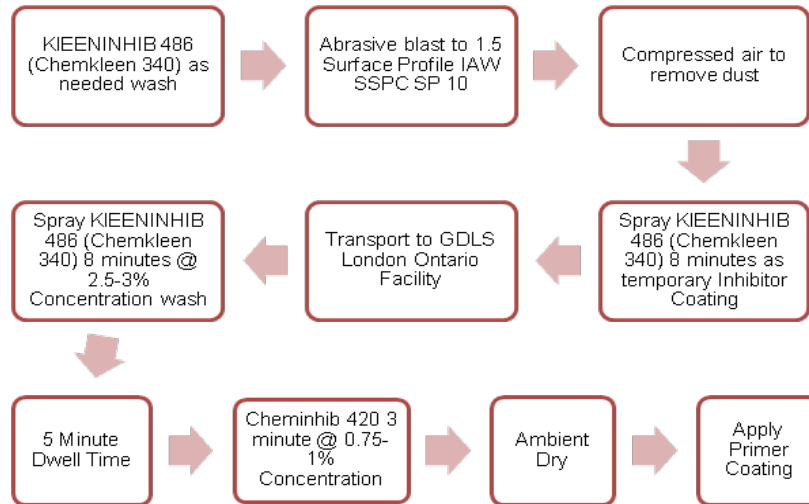 KIEENINHIB 486
(Chemkleen 340) as
needed wash
Abrasive blast to 1.5
Surface Profile IAW
SSPC SP 10
Compressed air to
remove dust
Spray KIEENINHIB
486 (Chemkleen
340) 8 minutes as
temporary Inhibitor
Coating
Transport to GDLS
London Ontario
Facility
Spray KIEENINHIB
486 (Chemkleen
340) 8 minutes @
2.5-3%
Concentration wash
5 Minute
Dwell Time
Cheminhib 420 3
minute @ 0.75-
1%
Concentration
Ambient
Dry
Apply
Primer
Coating